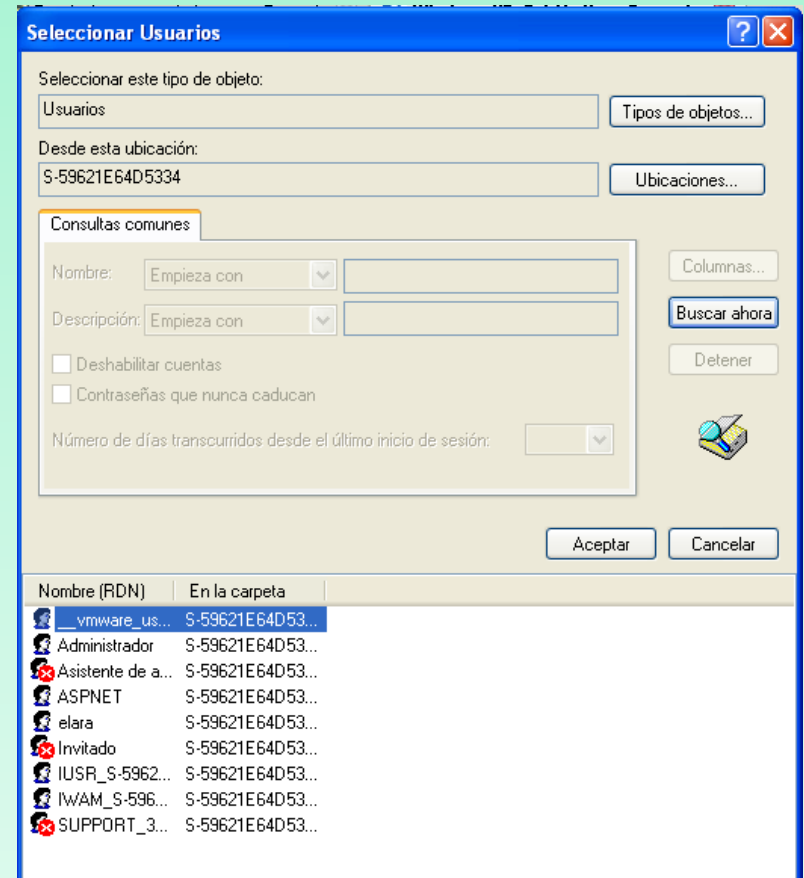 Seleccionar Usuarios
Seleccionar este tipo de objeto:
Usuarios
Tipos de objetos...
Desde esta ubicación:
S-59621E64D5334
Ubicaciones...
Consultas comunes
Nombre:
Empieza con
Columnas...
Descripción:
Empieza con
Buscar ahora
Deshabilitar cuentas
Detener
Contraseñas que nunca caducan
Número de días transcurridos desde el último inicio de sesión:
Aceptar
Cancelar
Nombre (RDN) En la carpeta
__vmware_us... S-59621E64D53...
Administrador S-59621E64D53...
Asistente de a... S-59621E64D53...
ASPNET S-59621E64D53...
elara S-59621E64D53...
Invitado S-59621E64D53...
IUSR_S-5962... S-59621E64D53...
IWAM_S-596... S-59621E64D53...
SUPPORT_3... S-59621E64D53...